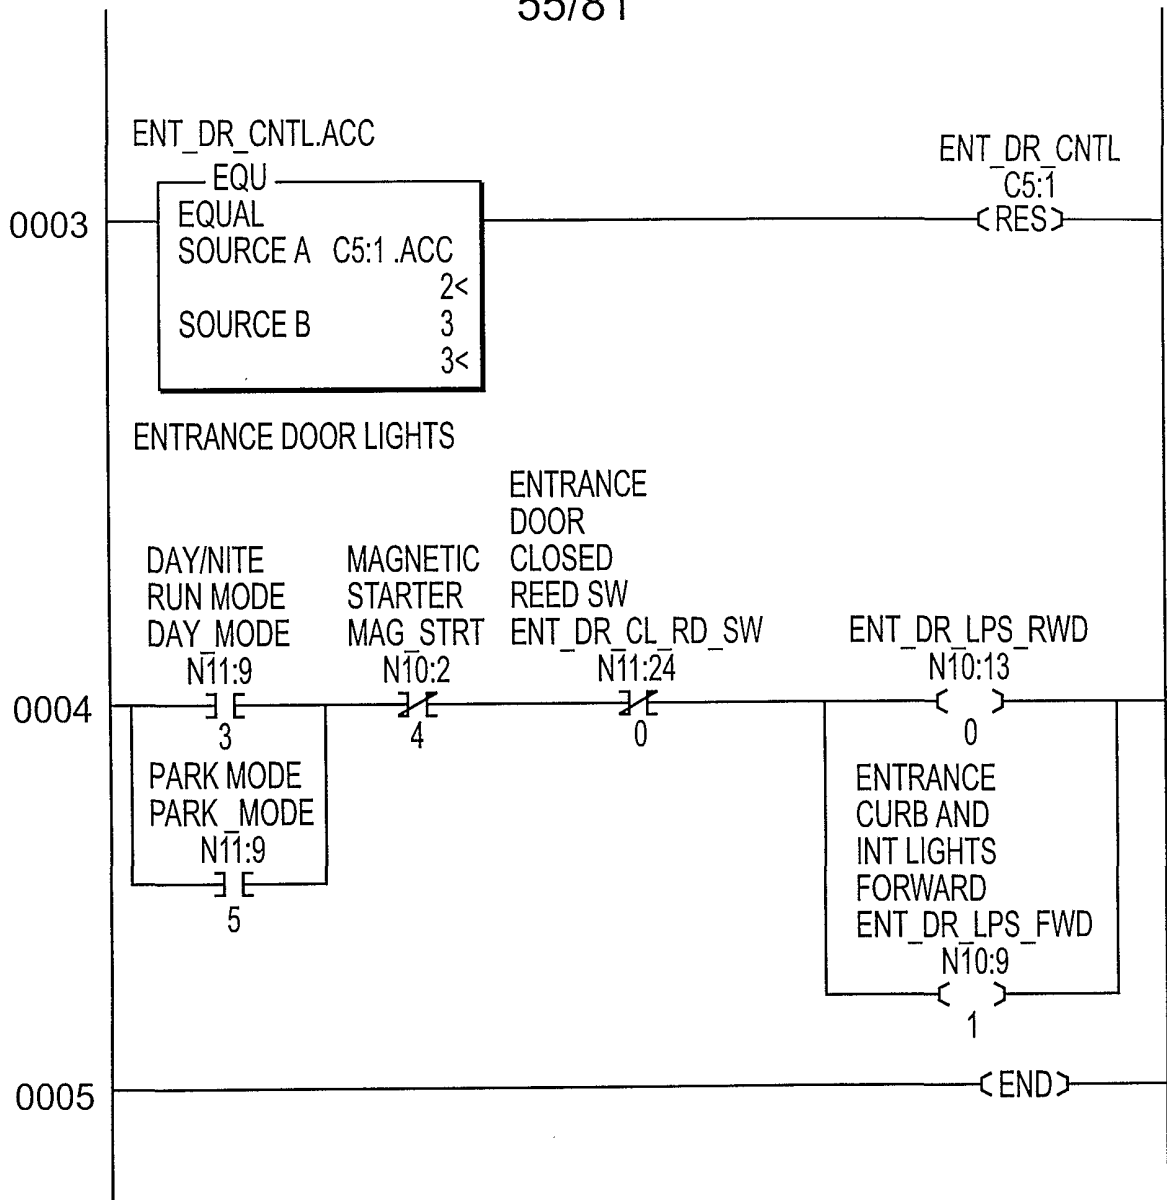 55/81
ENT_DR_CNTL.ACC
EQU
EQUAL
SOURCE A C5:1 .ACC
2<
SOURCE B 3
3<
0003
ENT_DR_CNTL
C5:1
RES
ENTRANCE DOOR LIGHTS
DAY/NITE
RUN MODE
DAY_MODE
N11:9
3
MAGNETIC
STARTER
MAG_STRT
N10:2
4
ENTRANCE
DOOR
CLOSED
REED SW
ENT_DR_CL_RD_SW
N11:24
0
ENT_DR_LPS_RWD
N10:13
0
0004
PARK MODE
PARK_MODE
N11:9
5
ENTRANCE
CURB AND
INT LIGHTS
FORWARD
ENT_DR_LPS_FWD
N10:9
1
0005
END